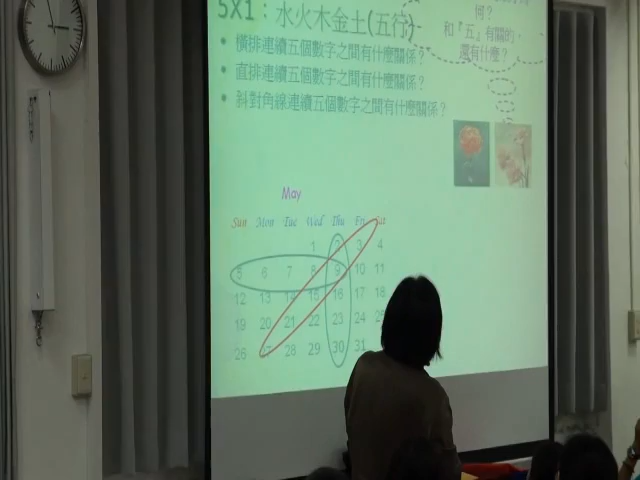 5X1：水火木金土(五行)
何？
和『五』有關的，
還有什麼？
• 橫排連續五個數字之間有什麼關係？
• 直排連續五個數字之間有什麼關係？
• 斜對角線連續五個數字之間有什麼關係？
May
Sun Mon Tue Wed Thu Fri Sat
1 2 3 4
5 6 7 8 9 10 11
12 13 14 15 16 17 18
19 20 21 22 23 24
26 27 28 29 30 31